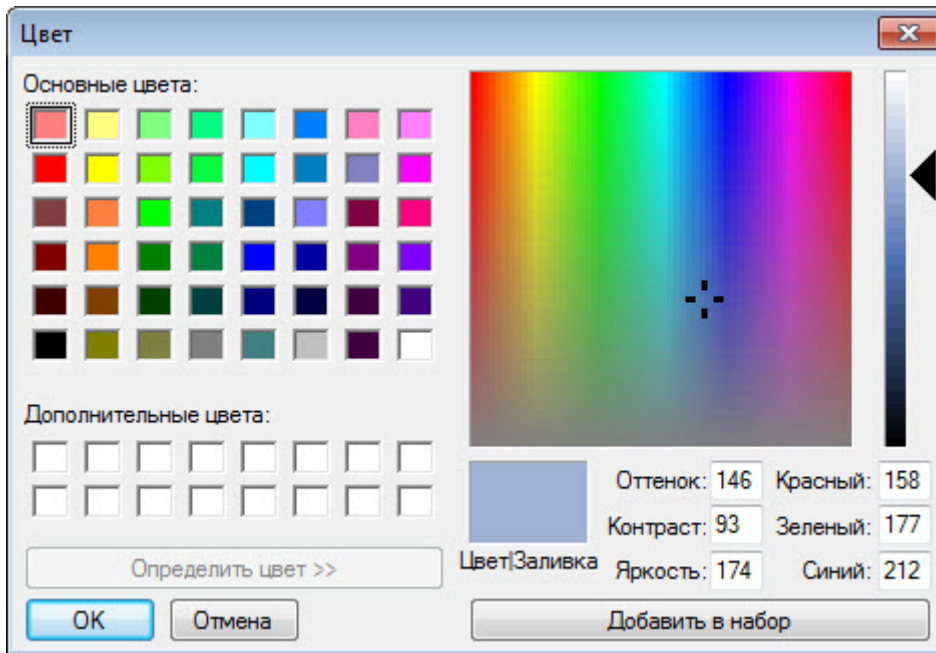 Цвет
Основные цвета:
Дополнительные цвета:
Определить цвет >>
OK
Отмена
Цвет|Заливка
Оттенок: 146
Контраст: 93
Яркость: 174
Красный: 158
Зеленый: 177
Синий: 212
Добавить в набор